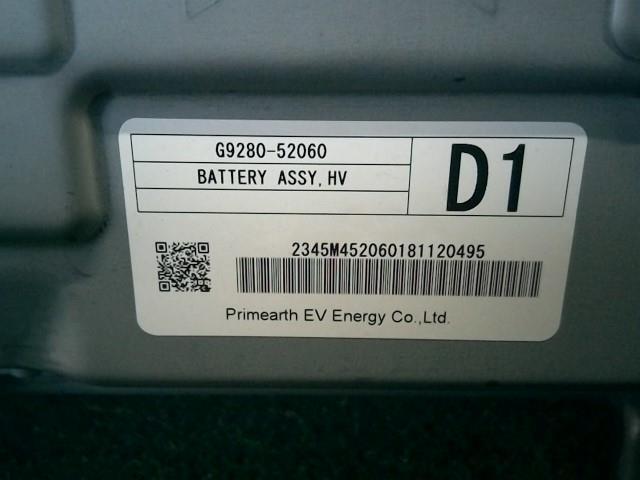 G9280-52060
BATTERY ASSY,HV
D1
2345M452060181120495
Primearth EV Energy Co.,Ltd.